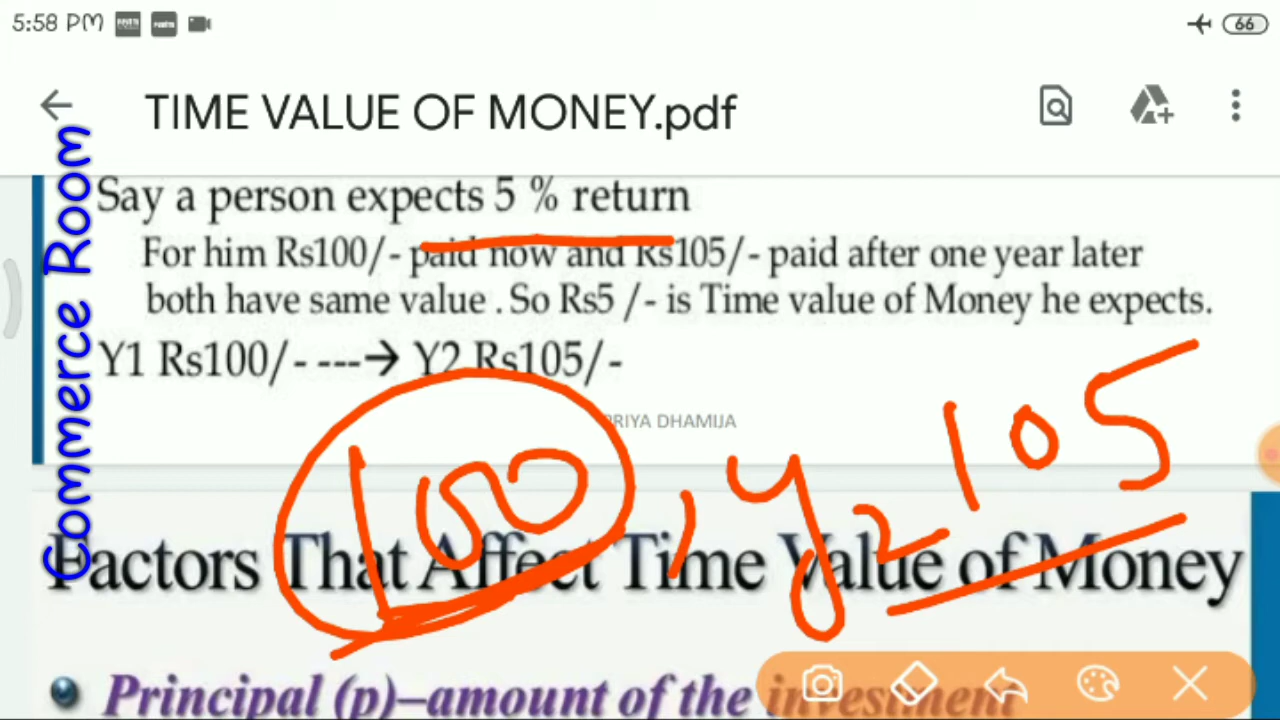 5:58 PM 66
TIME VALUE OF MONEY.pdf
Commerce Room
Say a person expects 5 % return
For him Rs100/- paid now and Rs105/- paid after one year later
both have same value . So Rs5 /- is Time value of Money he expects.
Y1 Rs100/- ---→ Y2 Rs105/-
PRIYA DHAMIJA
100 , y2 105
Factors That Affect Time Value of Money
Principal (p)–amount of the investment